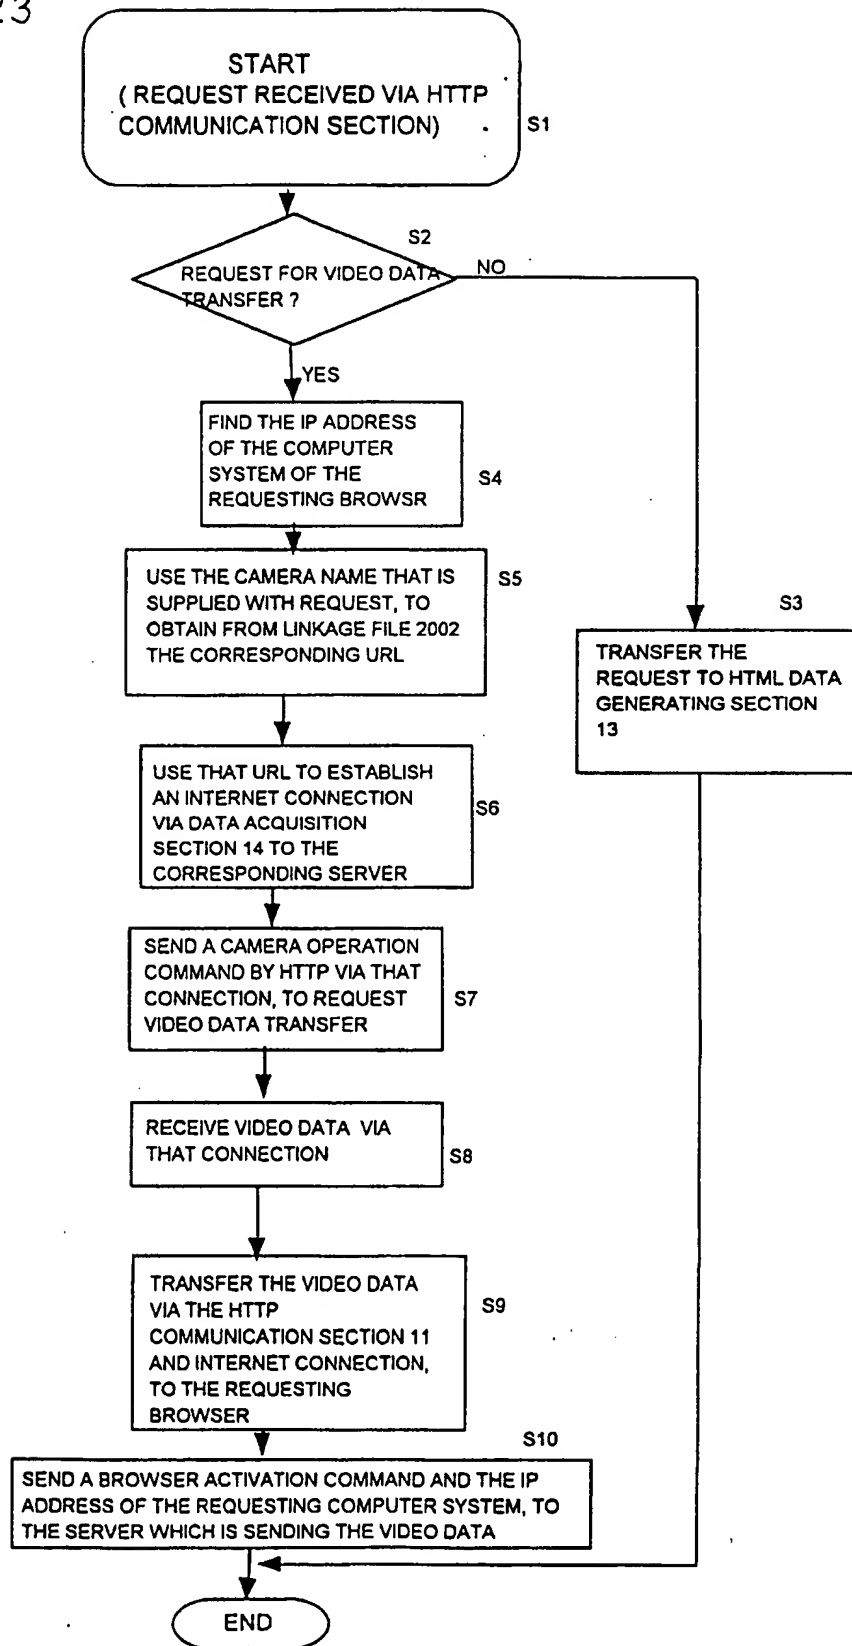 23
START
( REQUEST RECEIVED VIA HTTP
COMMUNICATION SECTION)
S1
S2
REQUEST FOR VIDEO DATA
TRANSFER ?
NO
YES
FIND THE IP ADDRESS
OF THE COMPUTER
SYSTEM OF THE
REQUESTING BROWSR
S4
USE THE CAMERA NAME THAT IS
SUPPLIED WITH REQUEST, TO
OBTAIN FROM LINKAGE FILE 2002
THE CORRESPONDING URL
S5
S3
TRANSFER THE
REQUEST TO HTML DATA
GENERATING SECTION
13
USE THAT URL TO ESTABLISH
AN INTERNET CONNECTION
VIA DATA ACQUISITION
SECTION 14 TO THE
CORRESPONDING SERVER
S6
SEND A CAMERA OPERATION
COMMAND BY HTTP VIA THAT
CONNECTION, TO REQUEST
VIDEO DATA TRANSFER
S7
RECEIVE VIDEO DATA VIA
THAT CONNECTION
S8
TRANSFER THE VIDEO DATA
VIA THE HTTP
COMMUNICATION SECTION 11
AND INTERNET CONNECTION,
TO THE REQUESTING
BROWSER
S9
S10
SEND A BROWSER ACTIVATION COMMAND AND THE IP
ADDRESS OF THE REQUESTING COMPUTER SYSTEM, TO
THE SERVER WHICH IS SENDING THE VIDEO DATA
END